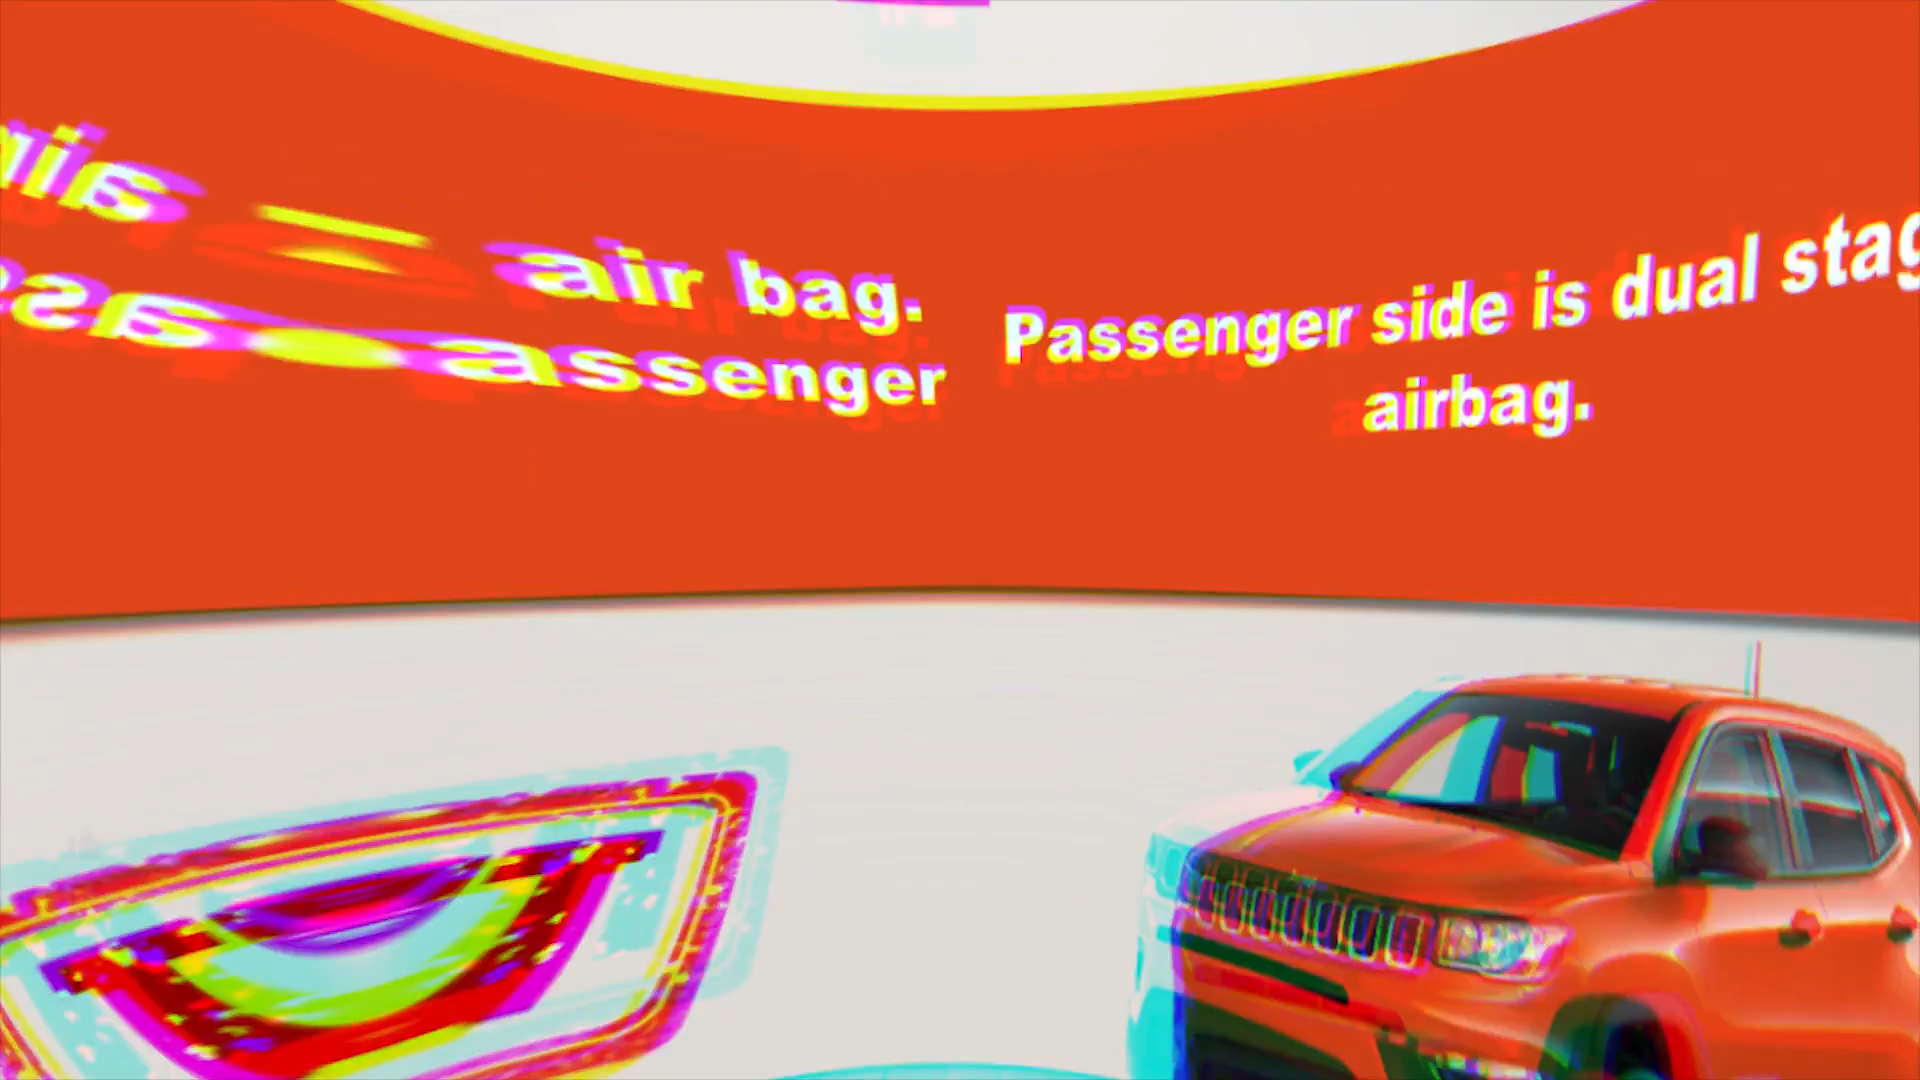 air bag.
assenger
Passenger side is dual stag
airbag.